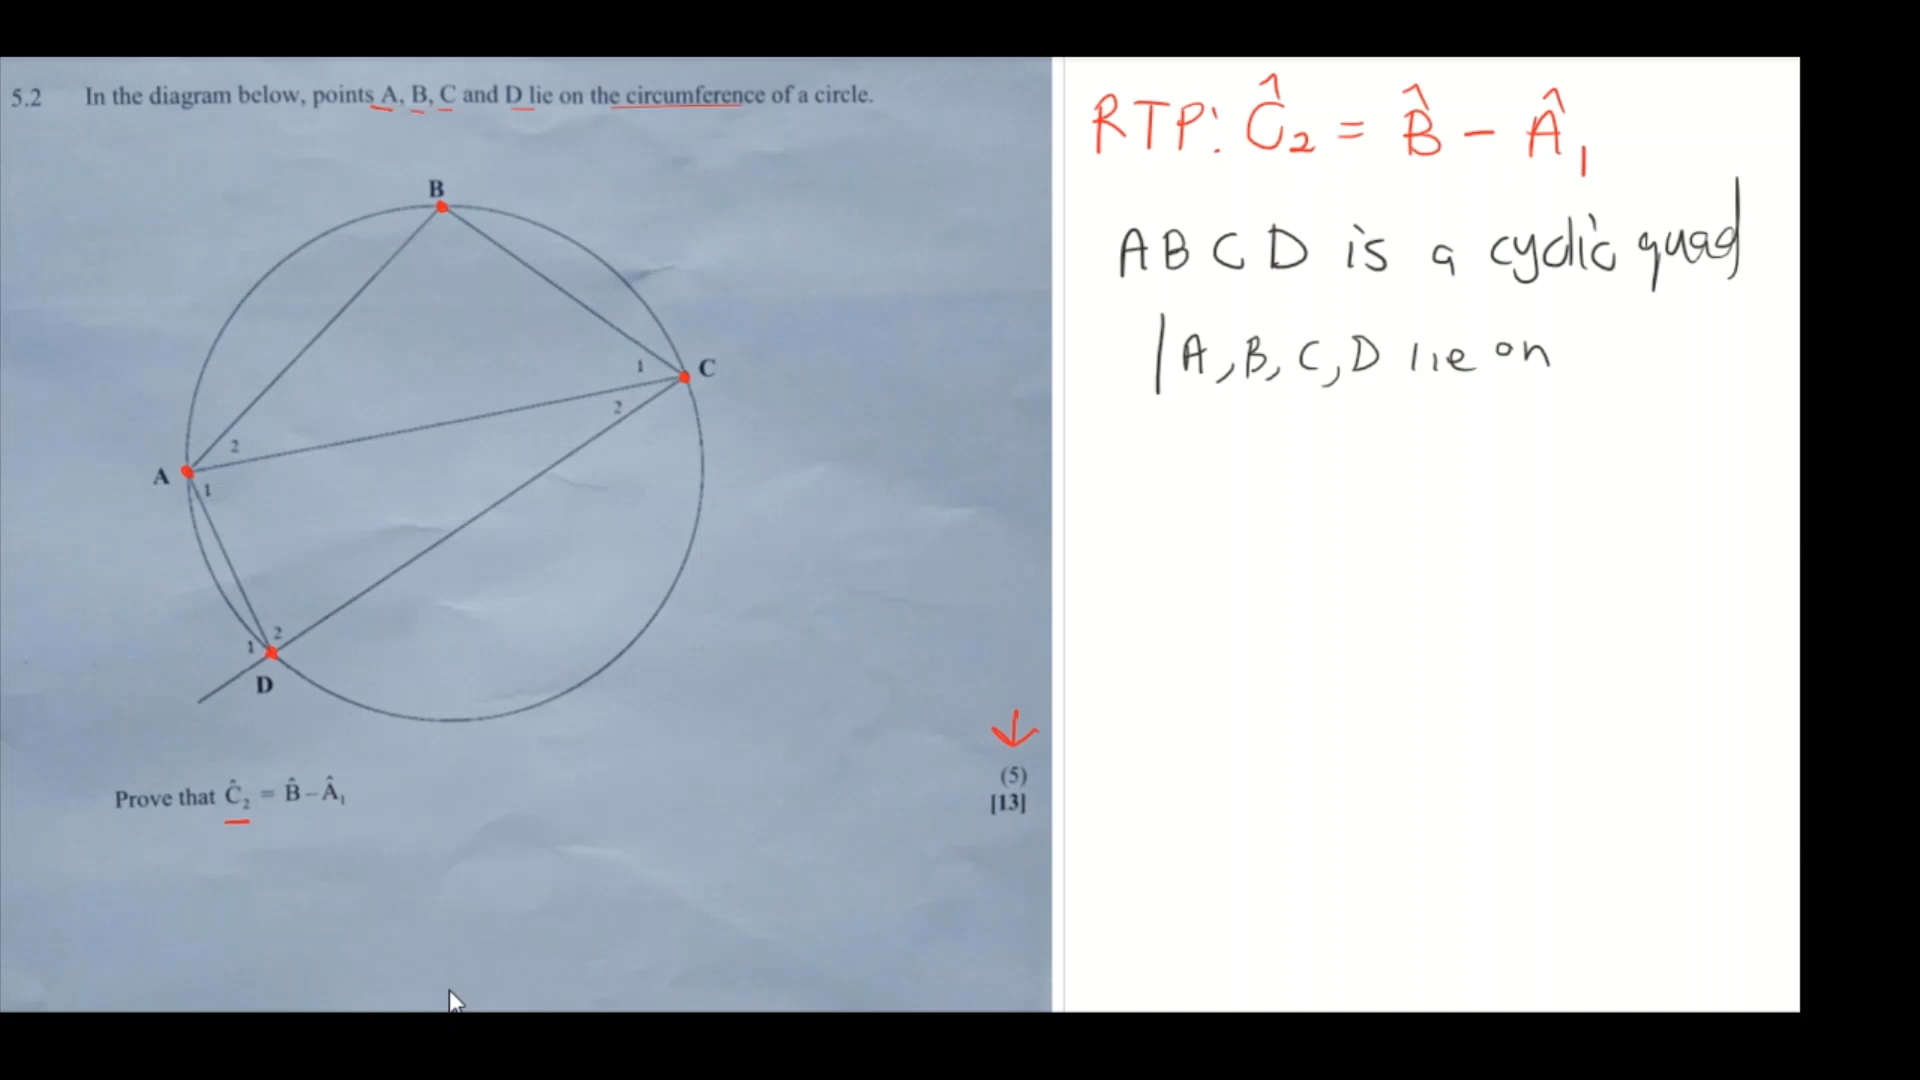 5.2 In the diagram below, points A, B, C and D lie on the circumference of a circle.
B
1
C
2
2
A
1
2
1
D
(5)
Prove that Ĉ₂ = B̂ – Â₁
[13]
RTP: Ĉ₂ = B̂ – Â₁
ABCD is a cyclic quad
| A, B, C, D lie on